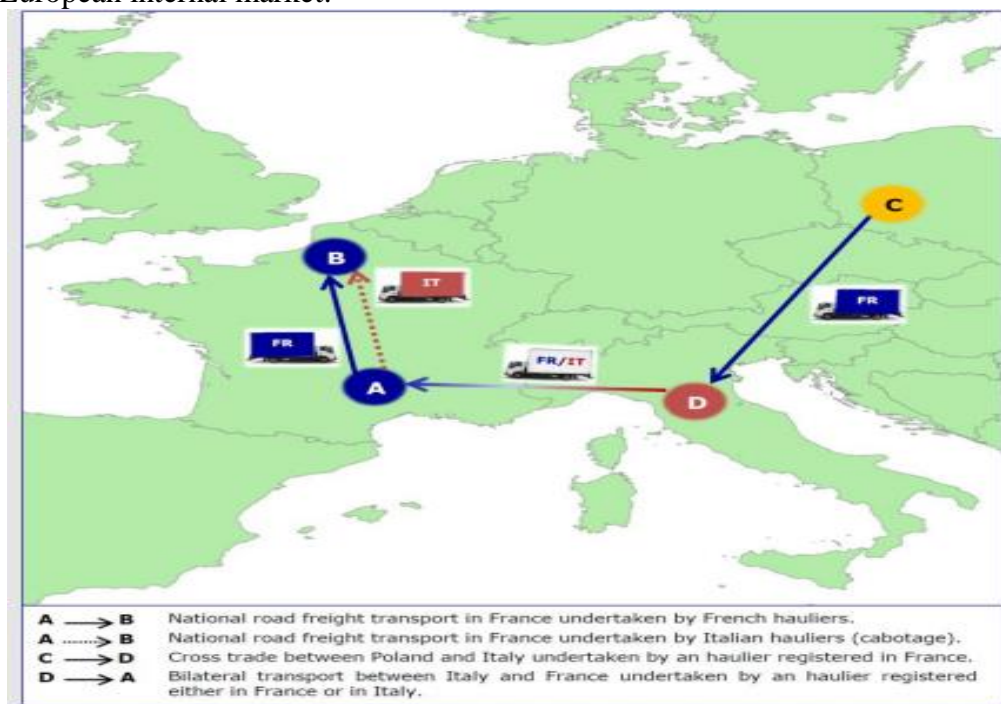 European internal market.
C
B
IT
FR
FR
FR/IT
A
D
A → B National road freight transport in France undertaken by French hauliers.
A ......> B National road freight transport in France undertaken by Italian hauliers (cabotage).
C → D Cross trade between Poland and Italy undertaken by an haulier registered in France.
D → A Bilateral transport between Italy and France undertaken by an haulier registered
either in France or in Italy.